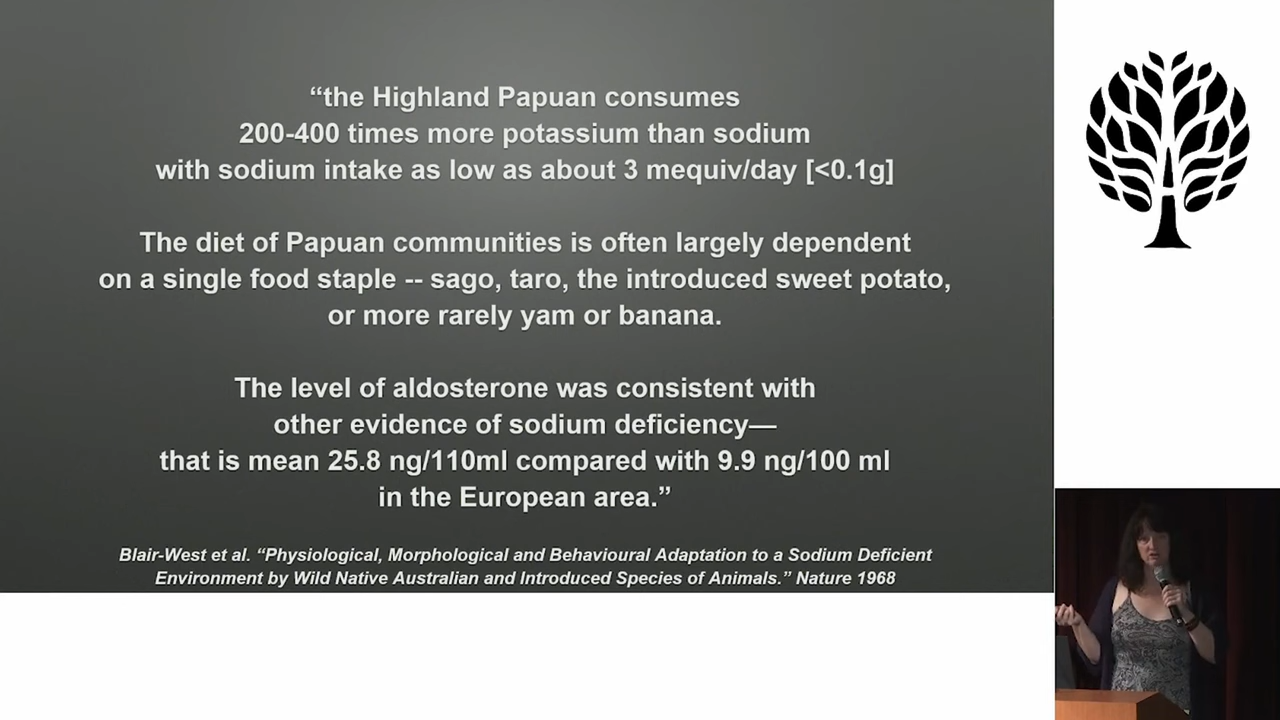 “the Highland Papuan consumes
200-400 times more potassium than sodium
with sodium intake as low as about 3 mequiv/day [<0.1g]
The diet of Papuan communities is often largely dependent
on a single food staple -- sago, taro, the introduced sweet potato,
or more rarely yam or banana.
The level of aldosterone was consistent with
other evidence of sodium deficiency—
that is mean 25.8 ng/110ml compared with 9.9 ng/100 ml
in the European area.”
Blair-West et al. “Physiological, Morphological and Behavioural Adaptation to a Sodium Deficient
Environment by Wild Native Australian and Introduced Species of Animals.” Nature 1968